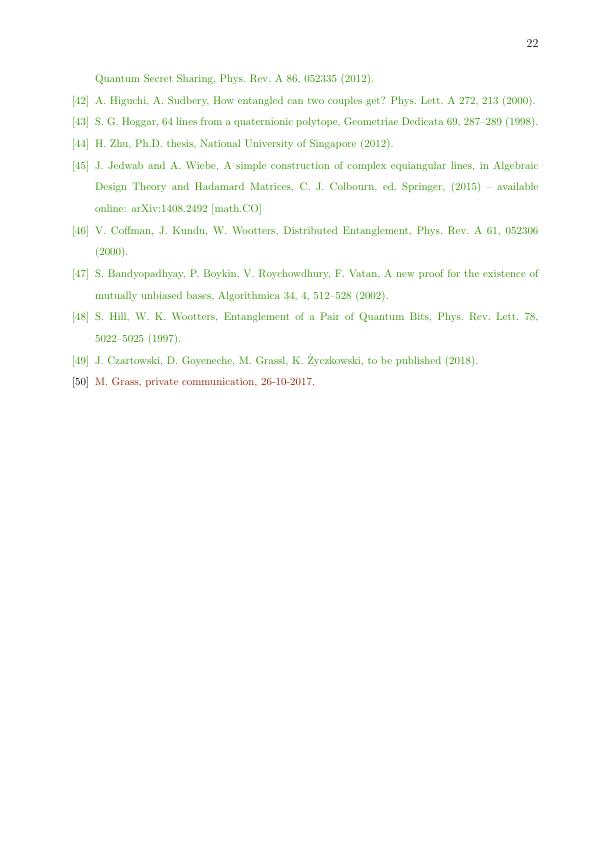 22
Quantum Secret Sharing, Phys. Rev. A 86, 052335 (2012).
[42] A. Higuchi, A. Sudbery, How entangled can two couples get? Phys. Lett. A 272, 213 (2000).
[43] S. G. Hoggar, 64 lines from a quaternionic polytope, Geometriae Dedicata 69, 287–289 (1998).
[44] H. Zhu, Ph.D. thesis, National University of Singapore (2012).
[45] J. Jedwab and A. Wiebe, A simple construction of complex equiangular lines, in Algebraic
Design Theory and Hadamard Matrices, C. J. Colbourn, ed. Springer, (2015) – available
online: arXiv:1408.2492 [math.CO]
[46] V. Coffman, J. Kundu, W. Wootters, Distributed Entanglement, Phys. Rev. A 61, 052306
(2000).
[47] S. Bandyopadhyay, P. Boykin, V. Roychowdhury, F. Vatan, A new proof for the existence of
mutually unbiased bases, Algorithmica 34, 4, 512–528 (2002).
[48] S. Hill, W. K. Wootters, Entanglement of a Pair of Quantum Bits, Phys. Rev. Lett. 78,
5022–5025 (1997).
[49] J. Czartowski, D. Goyeneche, M. Grassl, K. Życzkowski, to be published (2018).
[50] M. Grass, private communication, 26-10-2017.